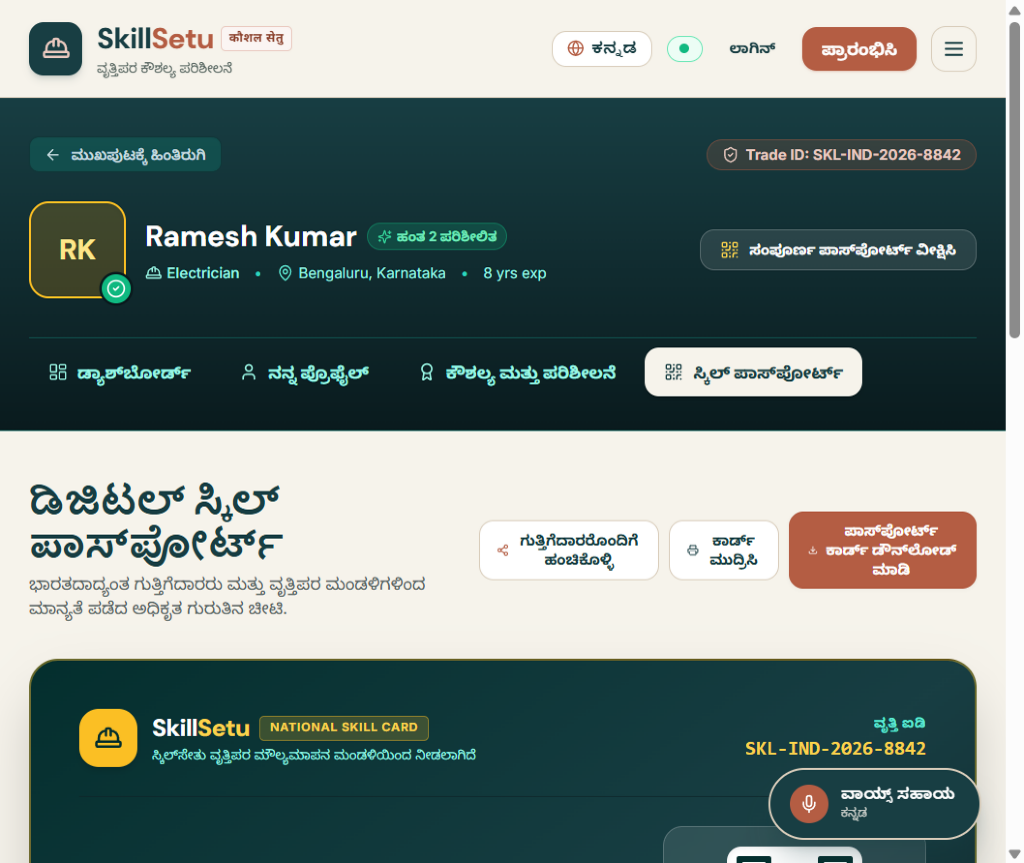 SkillSetu कौशल सेतु
ವೃತ್ತಿಪರ ಕೌಶಲ್ಯ ಪರಿಶೀಲನೆ
ಕನ್ನಡ
ಲಾಗಿನ್
ಪ್ರಾರಂಭಿಸಿ
ಮುಖಪುಟಕ್ಕೆ ಹಿಂತಿರುಗಿ
Trade ID: SKL-IND-2026-8842
RK
Ramesh Kumar ಹಂತ 2 ಪರಿಶೀಲಿತ
Electrician • Bengaluru, Karnataka • 8 yrs exp
ಸಂಪೂರ್ಣ ಪಾಸ್‌ಪೋರ್ಟ್ ವೀಕ್ಷಿಸಿ
ಡ್ಯಾಶ್‌ಬೋರ್ಡ್ ನನ್ನ ಪ್ರೊಫೈಲ್ ಕೌಶಲ್ಯ ಮತ್ತು ಪರಿಶೀಲನೆ ಸ್ಕಿಲ್ ಪಾಸ್‌ಪೋರ್ಟ್
ಡಿಜಿಟಲ್ ಸ್ಕಿಲ್
ಪಾಸ್‌ಪೋರ್ಟ್
ಭಾರತದಾದ್ಯಂತ ಗುತ್ತಿಗೆದಾರರು ಮತ್ತು ವೃತ್ತಿಪರ ಮಂಡಳಿಗಳಿಂದ
ಮಾನ್ಯತೆ ಪಡೆದ ಅಧಿಕೃತ ಗುರುತಿನ ಚೀಟಿ.
ಗುತ್ತಿಗೆದಾರರೊಂದಿಗೆ
ಹಂಚಿಕೊಳ್ಳಿ
ಕಾರ್ಡ್
ಮುದ್ರಿಸಿ
ಪಾಸ್‌ಪೋರ್ಟ್
ಕಾರ್ಡ್ ಡೌನ್‌ಲೋಡ್
ಮಾಡಿ
SkillSetu NATIONAL SKILL CARD
ಸ್ಕಿಲ್‌ಸೇತು ವೃತ್ತಿಪರ ಮೌಲ್ಯಮಾಪನ ಮಂಡಳಿಯಿಂದ ನೀಡಲಾಗಿದೆ
ವೃತ್ತಿ ಐಡಿ
SKL-IND-2026-8842
ವಾಯ್ಸ್ ಸಹಾಯ
ಕನ್ನಡ